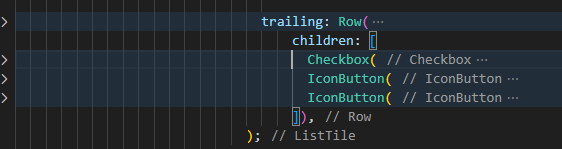 trailing: Row(⋯
children: [
Checkbox( // Checkbox ⋯
IconButton( // IconButton ⋯
IconButton( // IconButton ⋯
]), // Row
); // ListTile